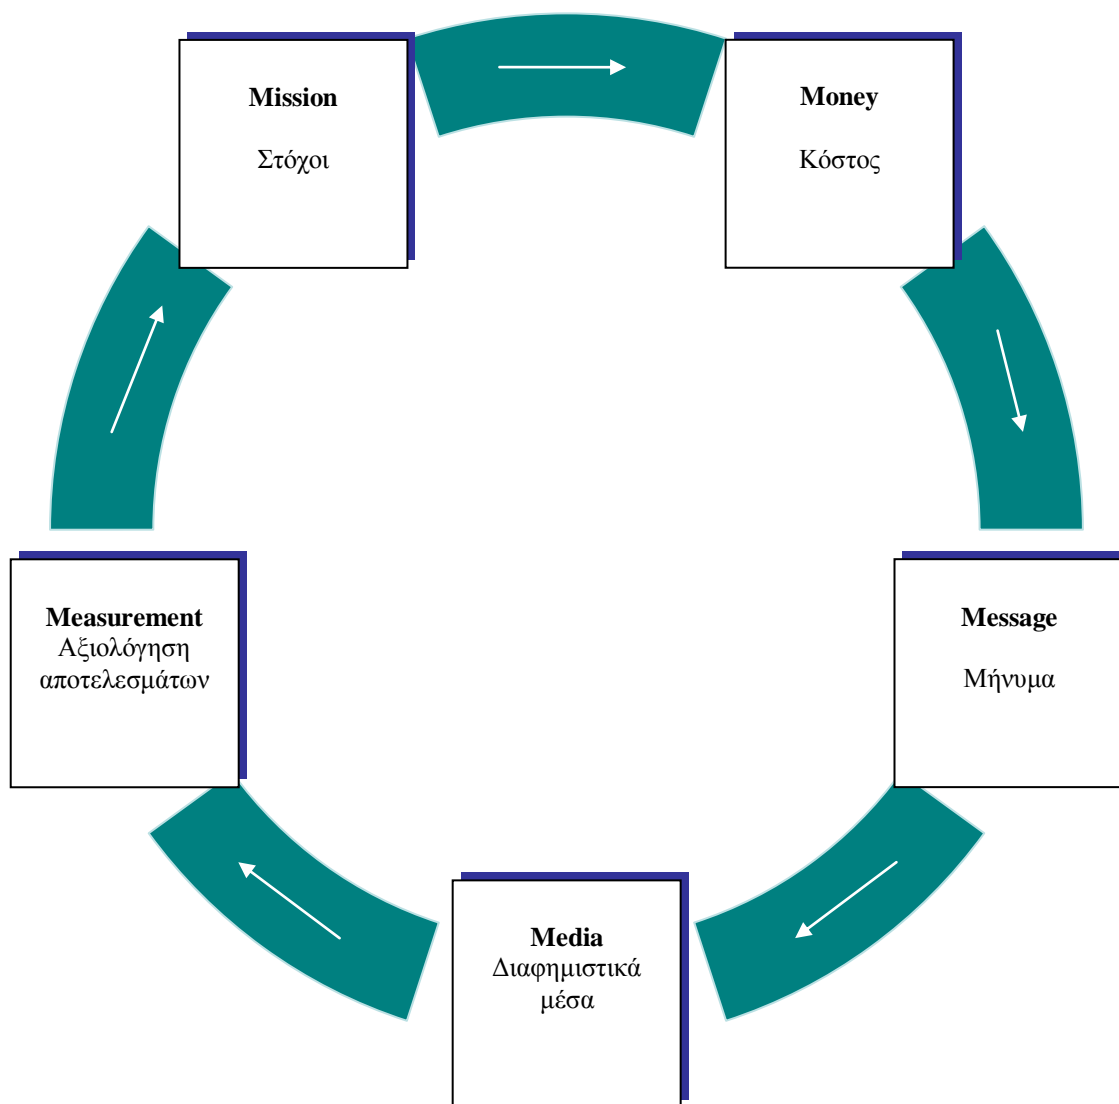 Mission
Στόχοι
Money
Κόστος
Message
Μήνυμα
Media
Διαφημιστικά
μέσα
Measurement
Αξιολόγηση
αποτελεσμάτων